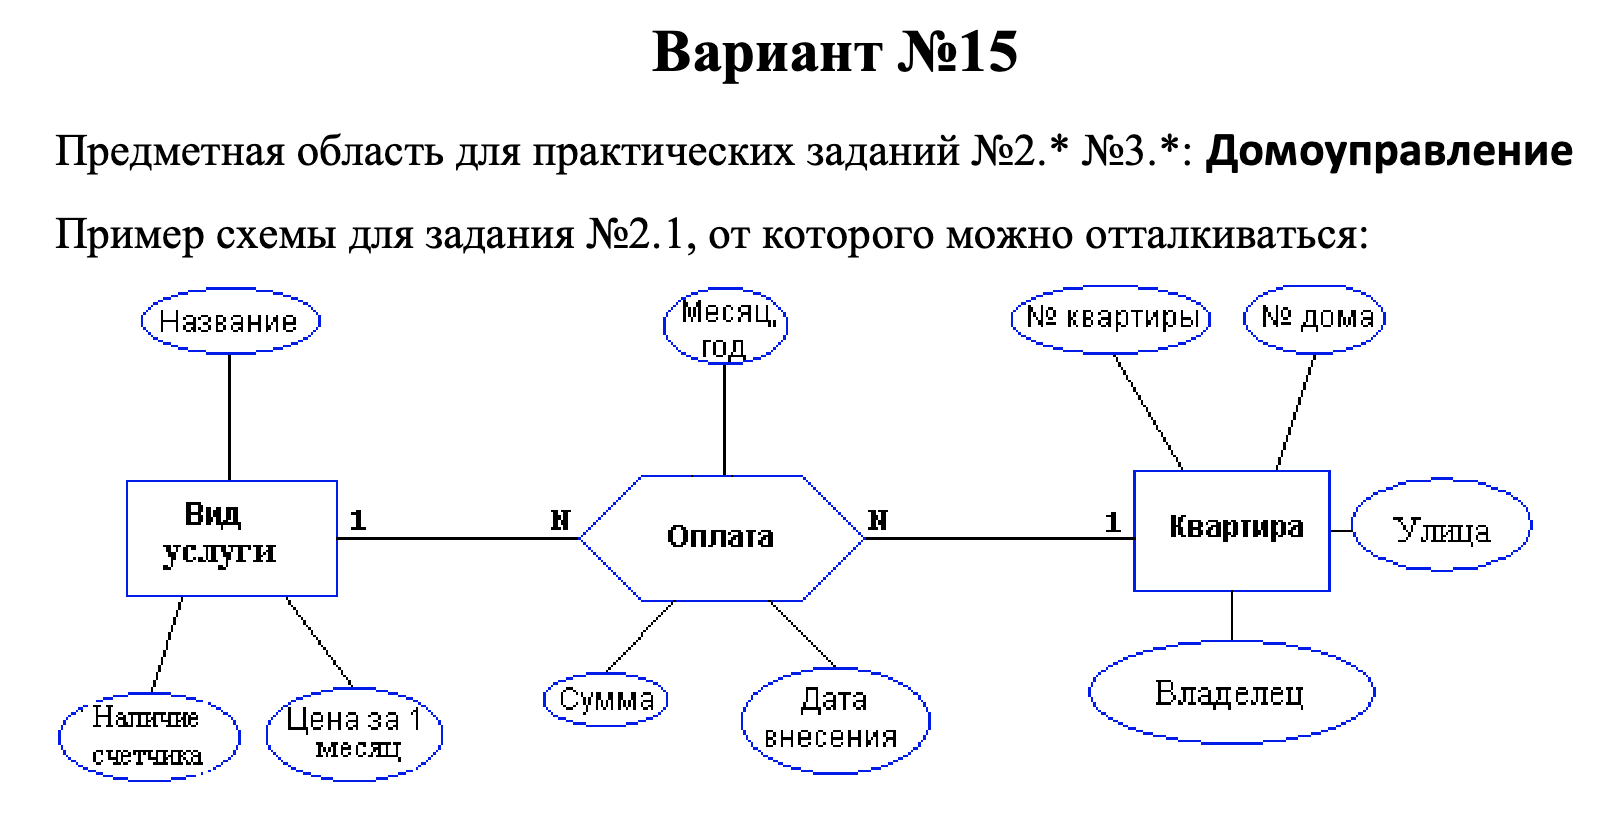 Вариант №15
Предметная область для практических заданий №2.* №3.*: Домоуправление
Пример схемы для задания №2.1, от которого можно отталкиваться:
Название
Месяц,
год
№ квартиры
№ дома
Вид
услуги
1
N
Оплата
N
1
Квартира
Улица
Наличие
счетчика
Цена за 1
месяц
Сумма
Дата
внесения
Владелец